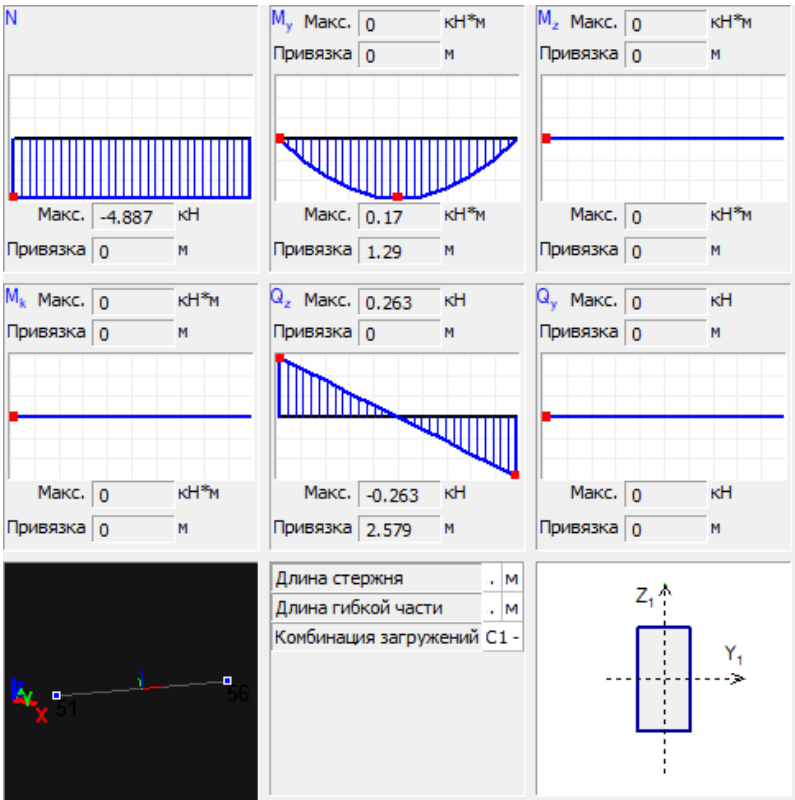 N
My Макс. 0 кН*м
Привязка 0 м
Mz Макс. 0 кН*м
Привязка 0 м
Макс. -4.887 кН
Привязка 0 м
Макс. 0.17 кН*м
Привязка 1.29 м
Макс. 0 кН*м
Привязка 0 м
Mk Макс. 0 кН*м
Привязка 0 м
Qz Макс. 0.263 кН
Привязка 0 м
Qy Макс. 0 кН
Привязка 0 м
Макс. 0 кН*м
Привязка 0 м
Макс. -0.263 кН
Привязка 2.579 м
Макс. 0 кН
Привязка 0 м
X
51
56
Длина стержня . м
Длина гибкой части . м
Комбинация загружений C1 -
Z1
Y1